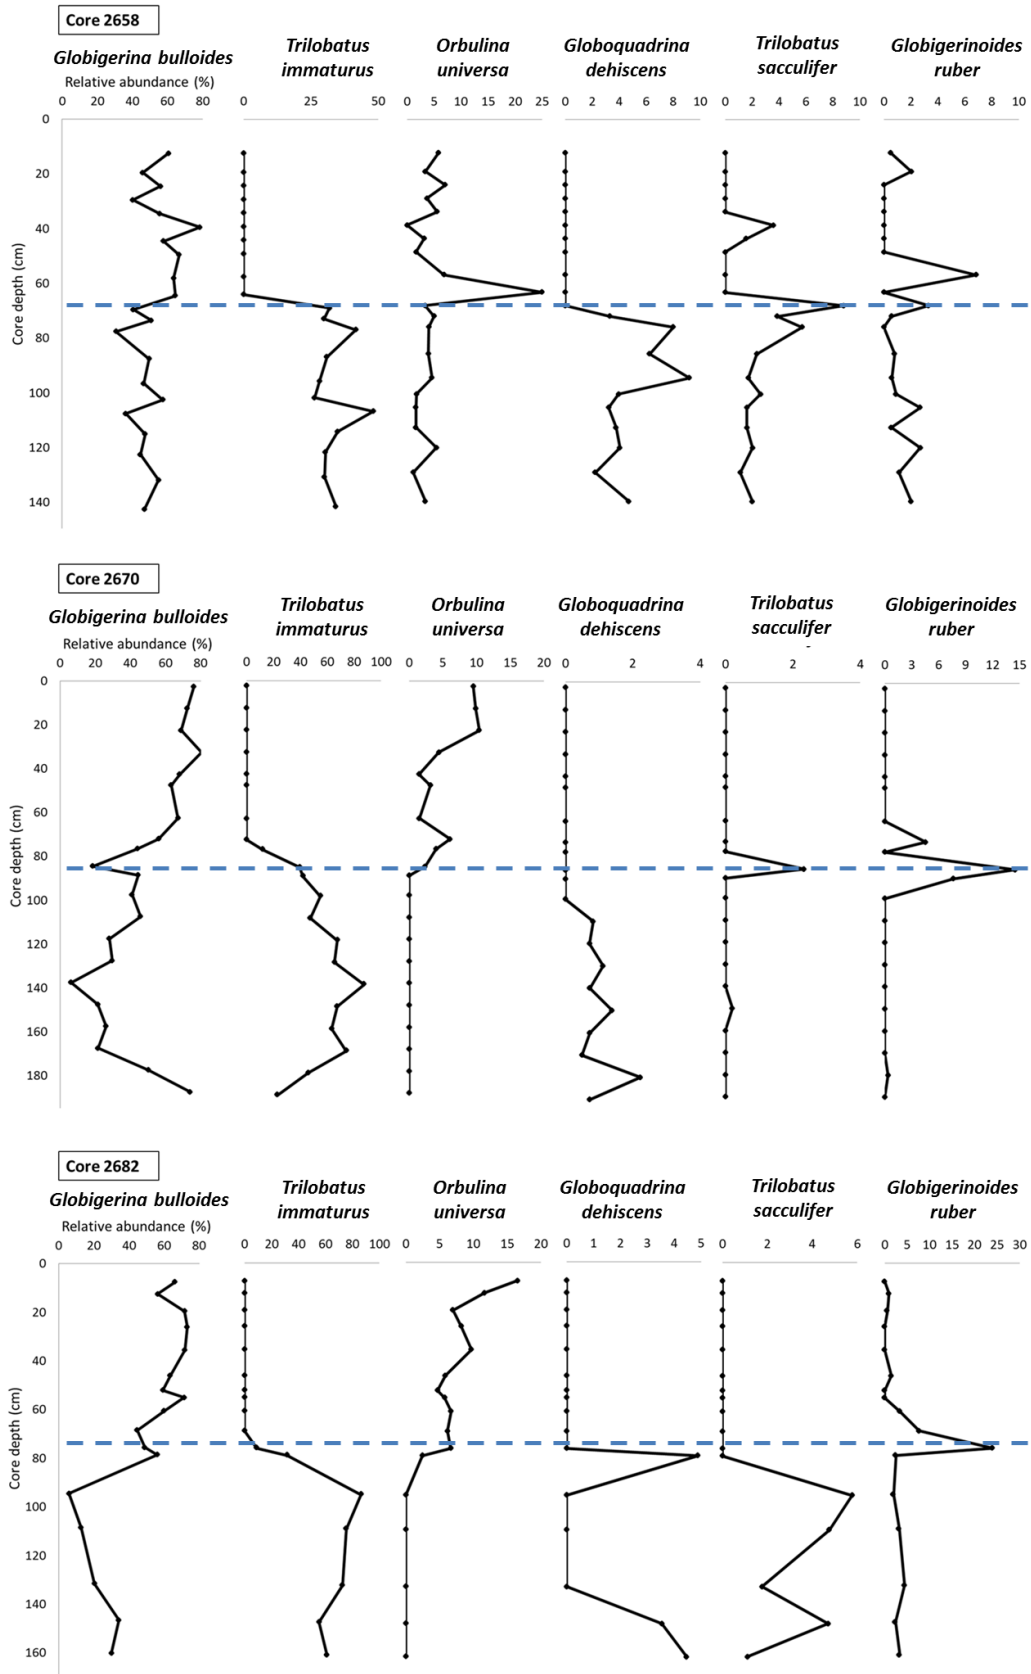 Core 2658
Globigerina bulloides
Trilobatus
immaturus
Orbulina
universa
Globoquadrina
dehiscens
Trilobatus
sacculifer
Globigerinoides
ruber
Relative abundance (%)
0 20 40 60 80 0 25 50 0 5 10 15 20 25 0 2 4 6 8 10 0 2 4 6 8 10 0 2 4 6 8 10
0
20
40
60
80
100
120
140
Core depth (cm)
Core 2670
Globigerina bulloides
Trilobatus
immaturus
Orbulina
universa
Globoquadrina
dehiscens
Trilobatus
sacculifer
Globigerinoides
ruber
Relative abundance (%)
0 20 40 60 80 0 20 40 60 80 100 0 5 10 15 20 0 2 4 0 2 4 0 3 6 9 12 15
0
20
40
60
80
100
120
140
160
180
Core depth (cm)
Core 2682
Globigerina bulloides
Trilobatus
immaturus
Orbulina
universa
Globoquadrina
dehiscens
Trilobatus
sacculifer
Globigerinoides
ruber
Relative abundance (%)
0 20 40 60 80 0 20 40 60 80 100 0 5 10 15 20 0 1 2 3 4 5 0 2 4 6 0 5 10 15 20 25 30
0
20
40
60
80
100
120
140
160
Core depth (cm)